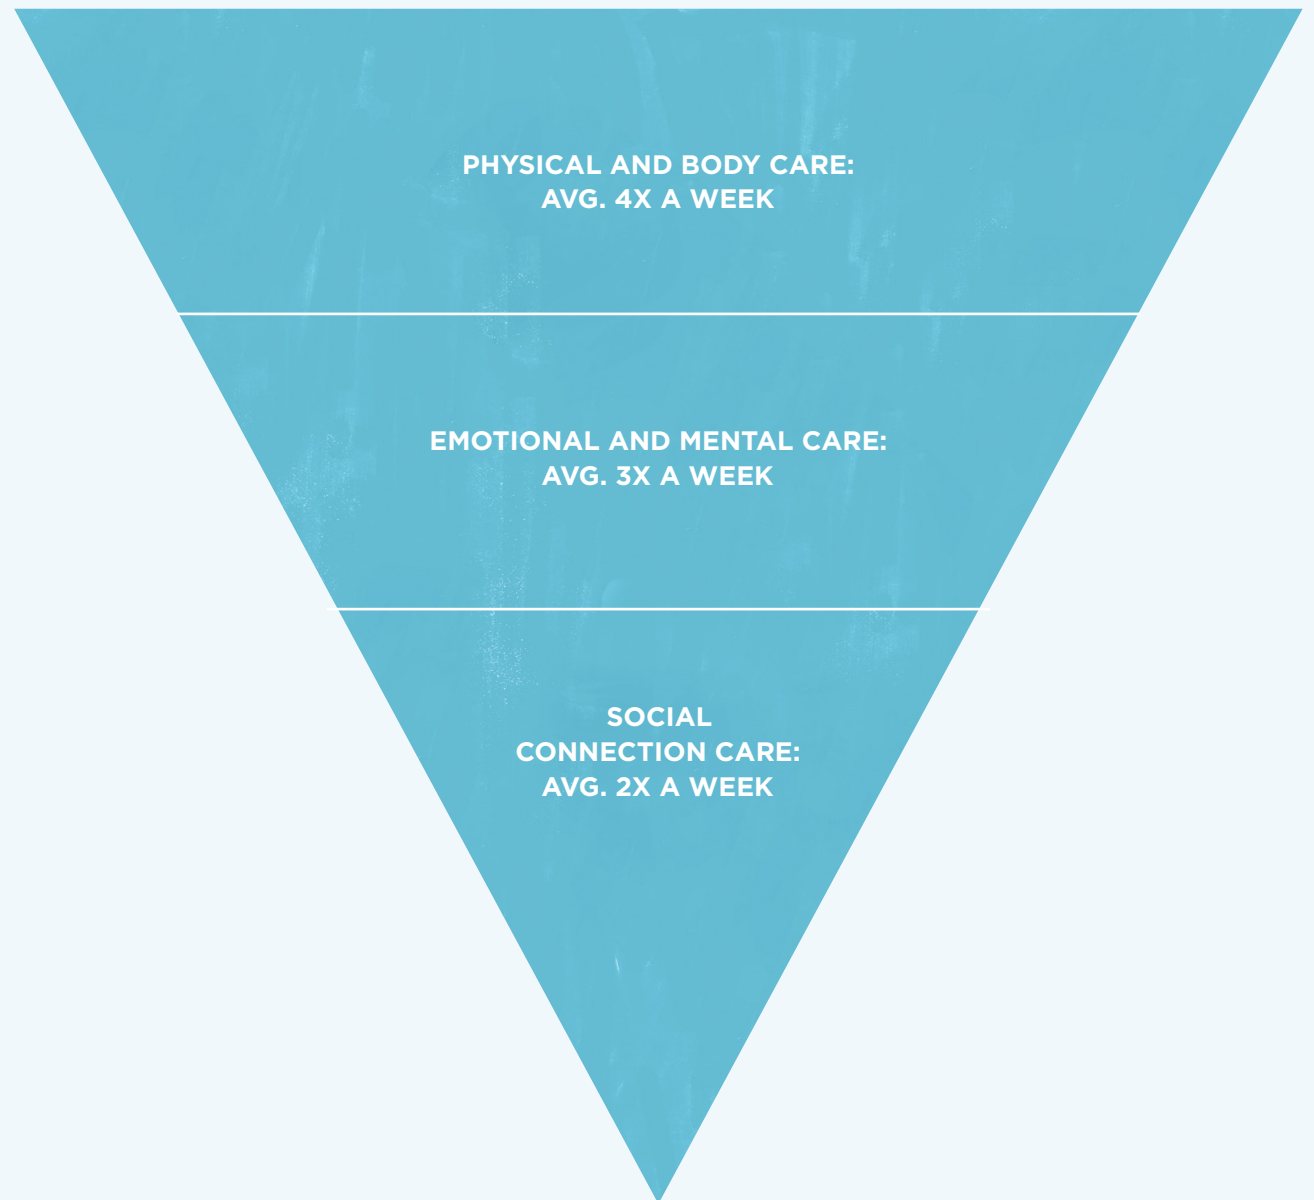 PHYSICAL AND BODY CARE:
AVG. 4X A WEEK
EMOTIONAL AND MENTAL CARE:
AVG. 3X A WEEK
SOCIAL
CONNECTION CARE:
AVG. 2X A WEEK